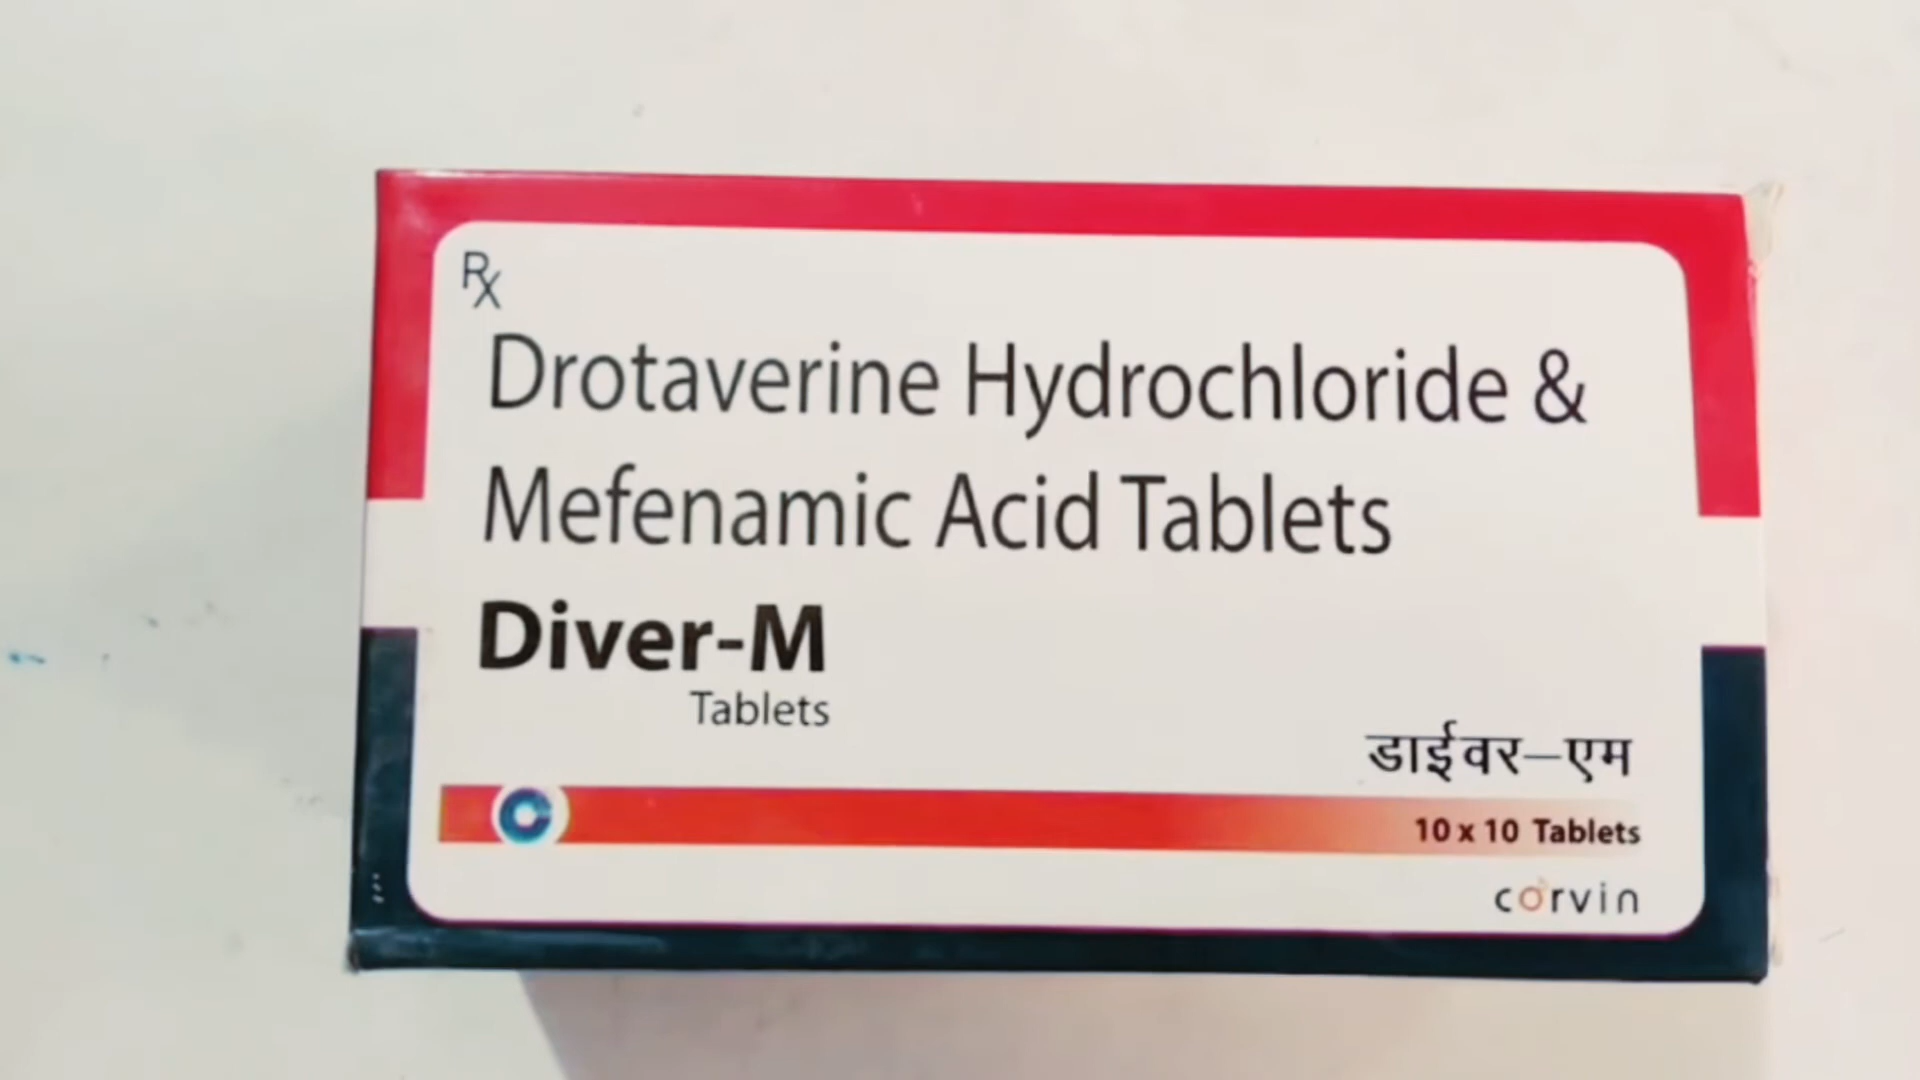 Rx
Drotaverine Hydrochloride &
Mefenamic Acid Tablets
Diver-M
Tablets
डाईवर–एम
10 x 10 Tablets
corvin